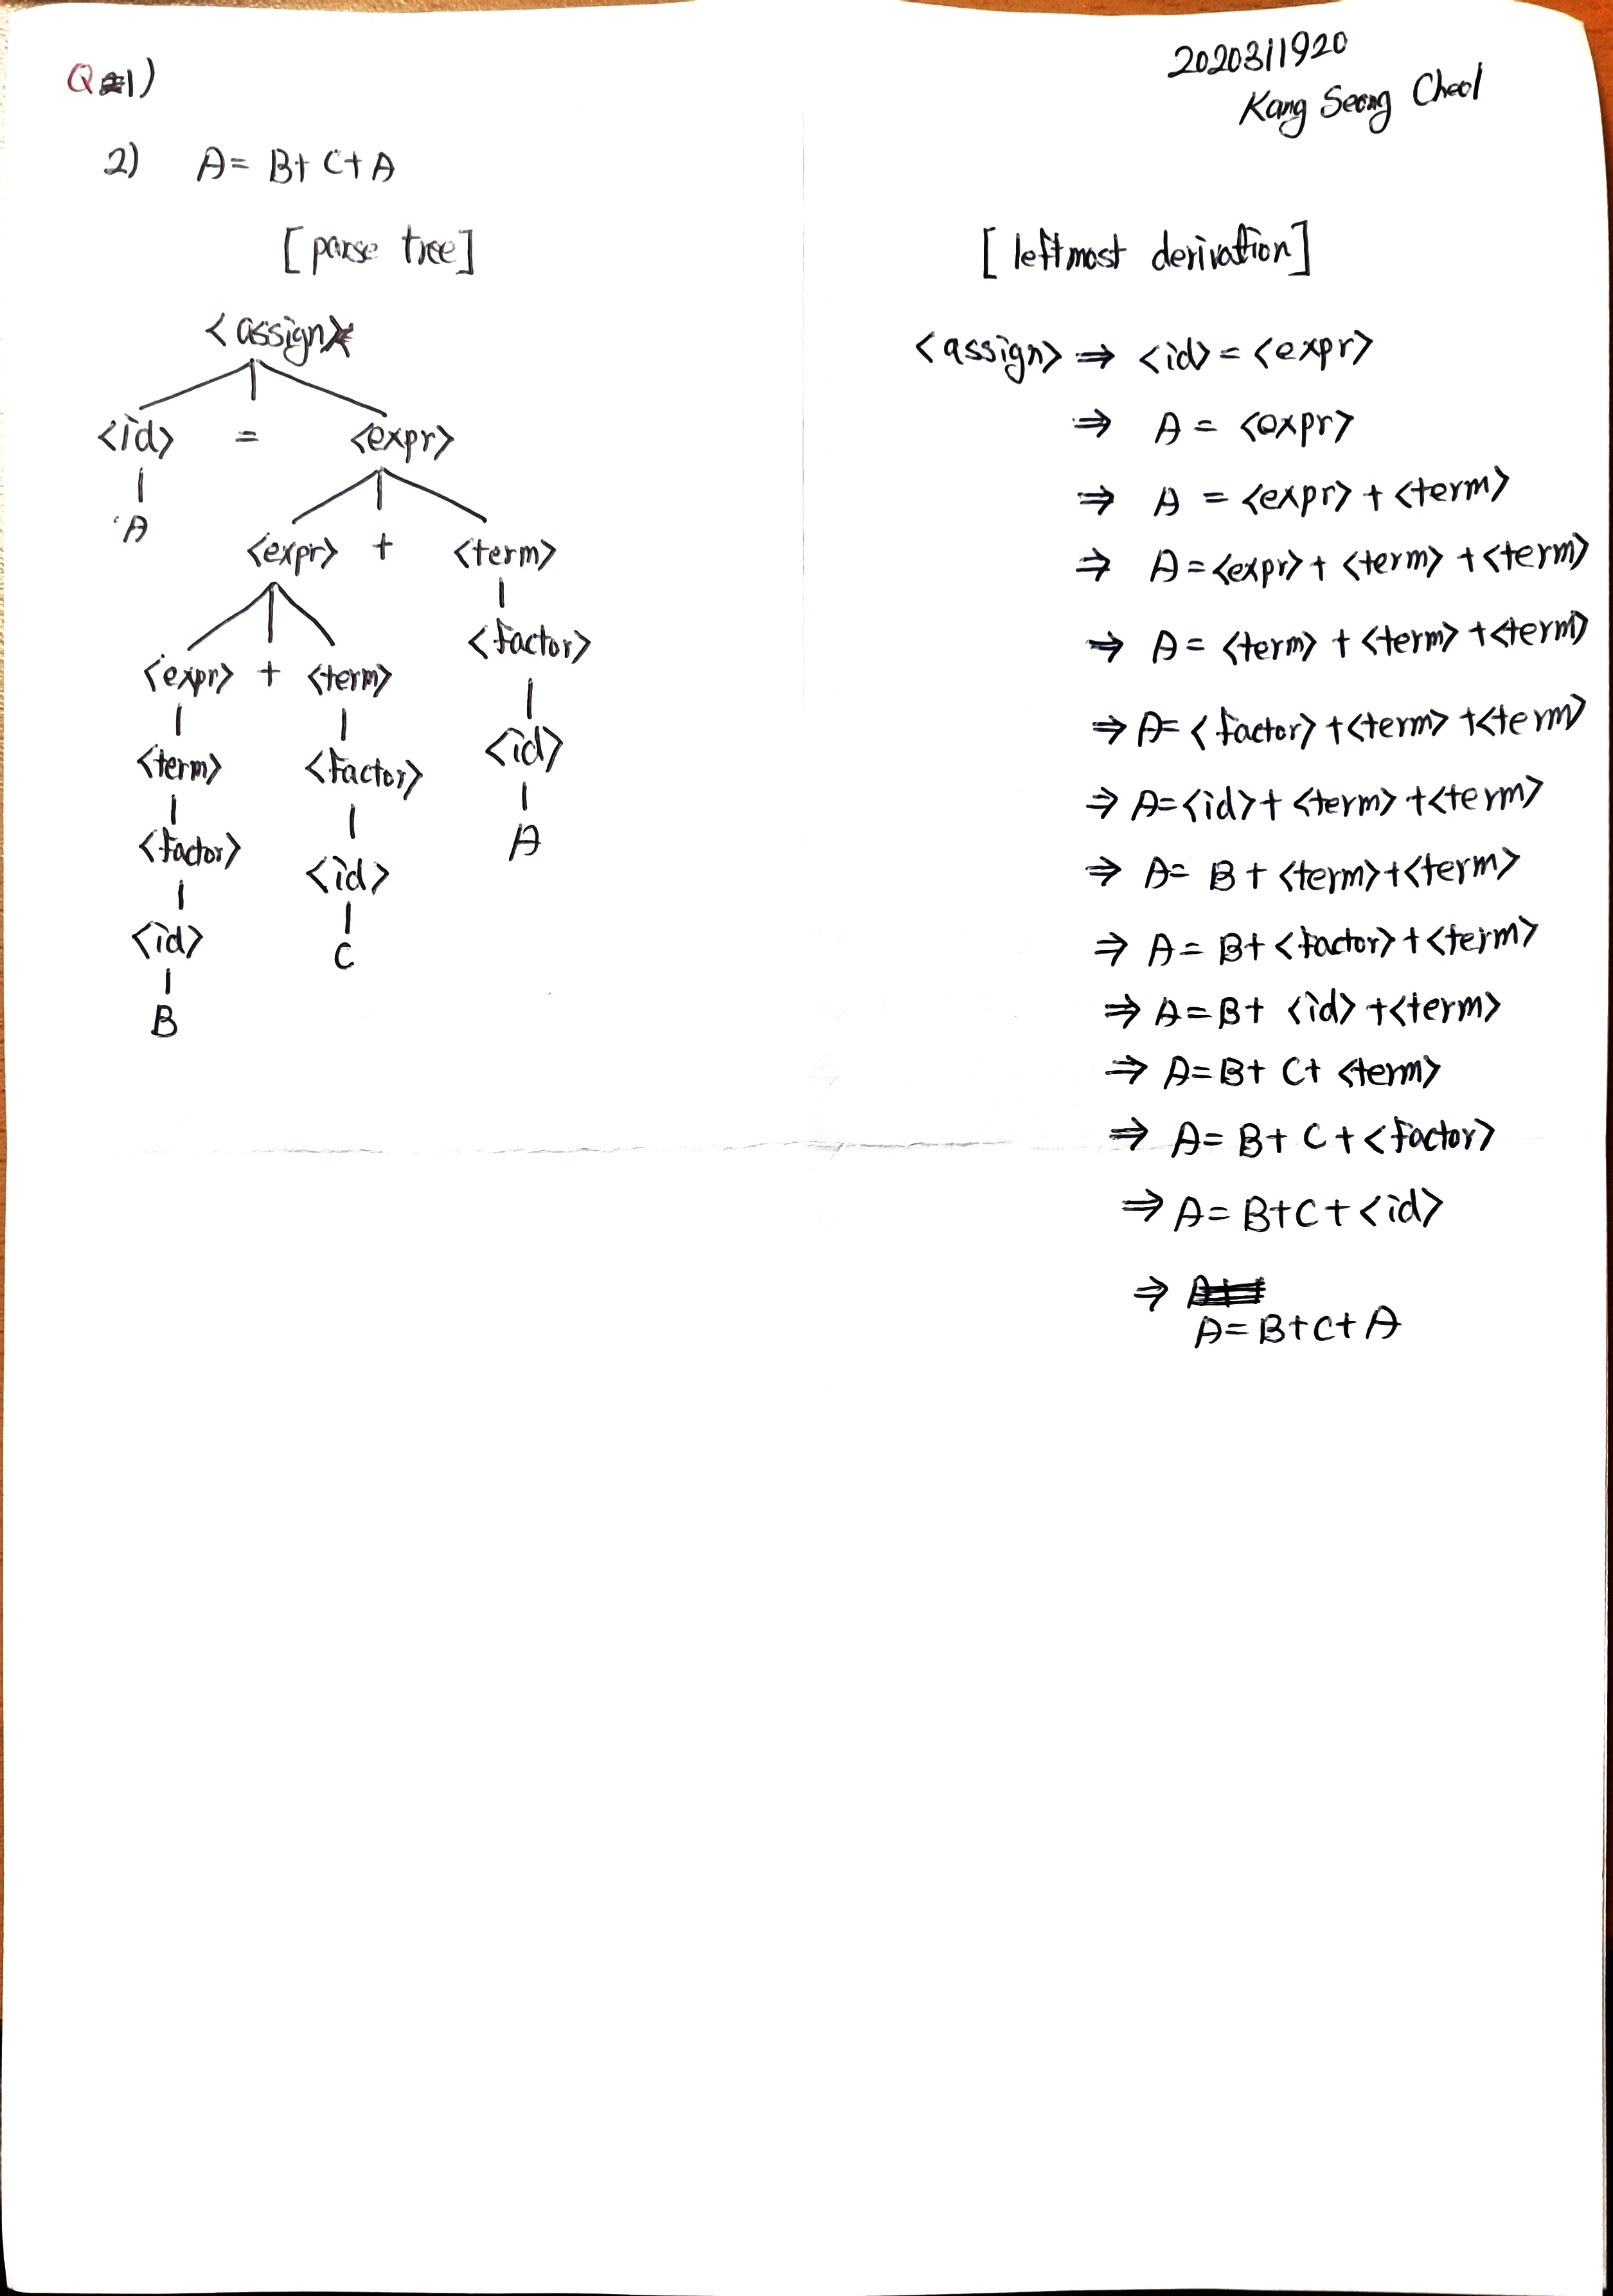 Q1)
2020311920
Kang Seong Cheol
2) A= B+ C+ A
[parse tree]
<assign>
<id> = <expr>
A
<expr> + <term>
<factor>
<expr> + <term>
<id>
<term> <factor>
A
<factor> <id>
<id> C
B
[leftmost derivation]
<assign> ⇒ <id> = <expr>
⇒ A = <expr>
⇒ A = <expr> + <term>
⇒ A = <expr> + <term> + <term>
⇒ A = <term> + <term> + <term>
⇒ A= <factor> + <term> + <term>
⇒ A= <id> + <term> + <term>
⇒ A= B + <term> + <term>
⇒ A = B+ <factor> + <term>
⇒ A = B+ <id> + <term>
⇒ A= B+ C+ <term>
⇒ A= B+ C + <factor>
⇒ A= B+C + <id>
⇒
A= B+C+ A